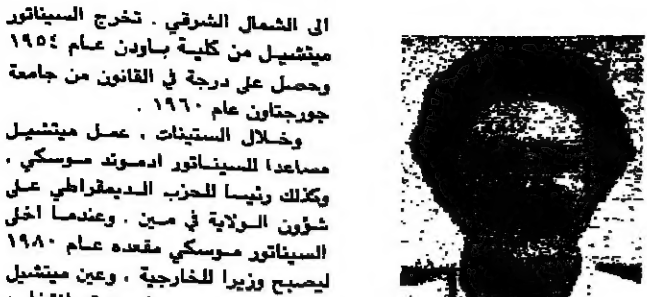 الى الشمال الشرقي . تخرج السيناتور
ميتشيل من كلية باودن عام ١٩٥٤
وحصل على درجة في القانون من جامعة
جورجتاون عام ١٩٦٠ .
وخلال الستينات ، عمل ميتشيل
مساعدا للسيناتور ادموند موسكي ،
وكذلك رئيسا للحزب الديمقراطي على
شؤون الولاية في مين . وعندما اخلى
السيناتور موسكي مقعده عام ١٩٨٠
ليصبح وزيرا للخارجية ، وعين ميتشيل